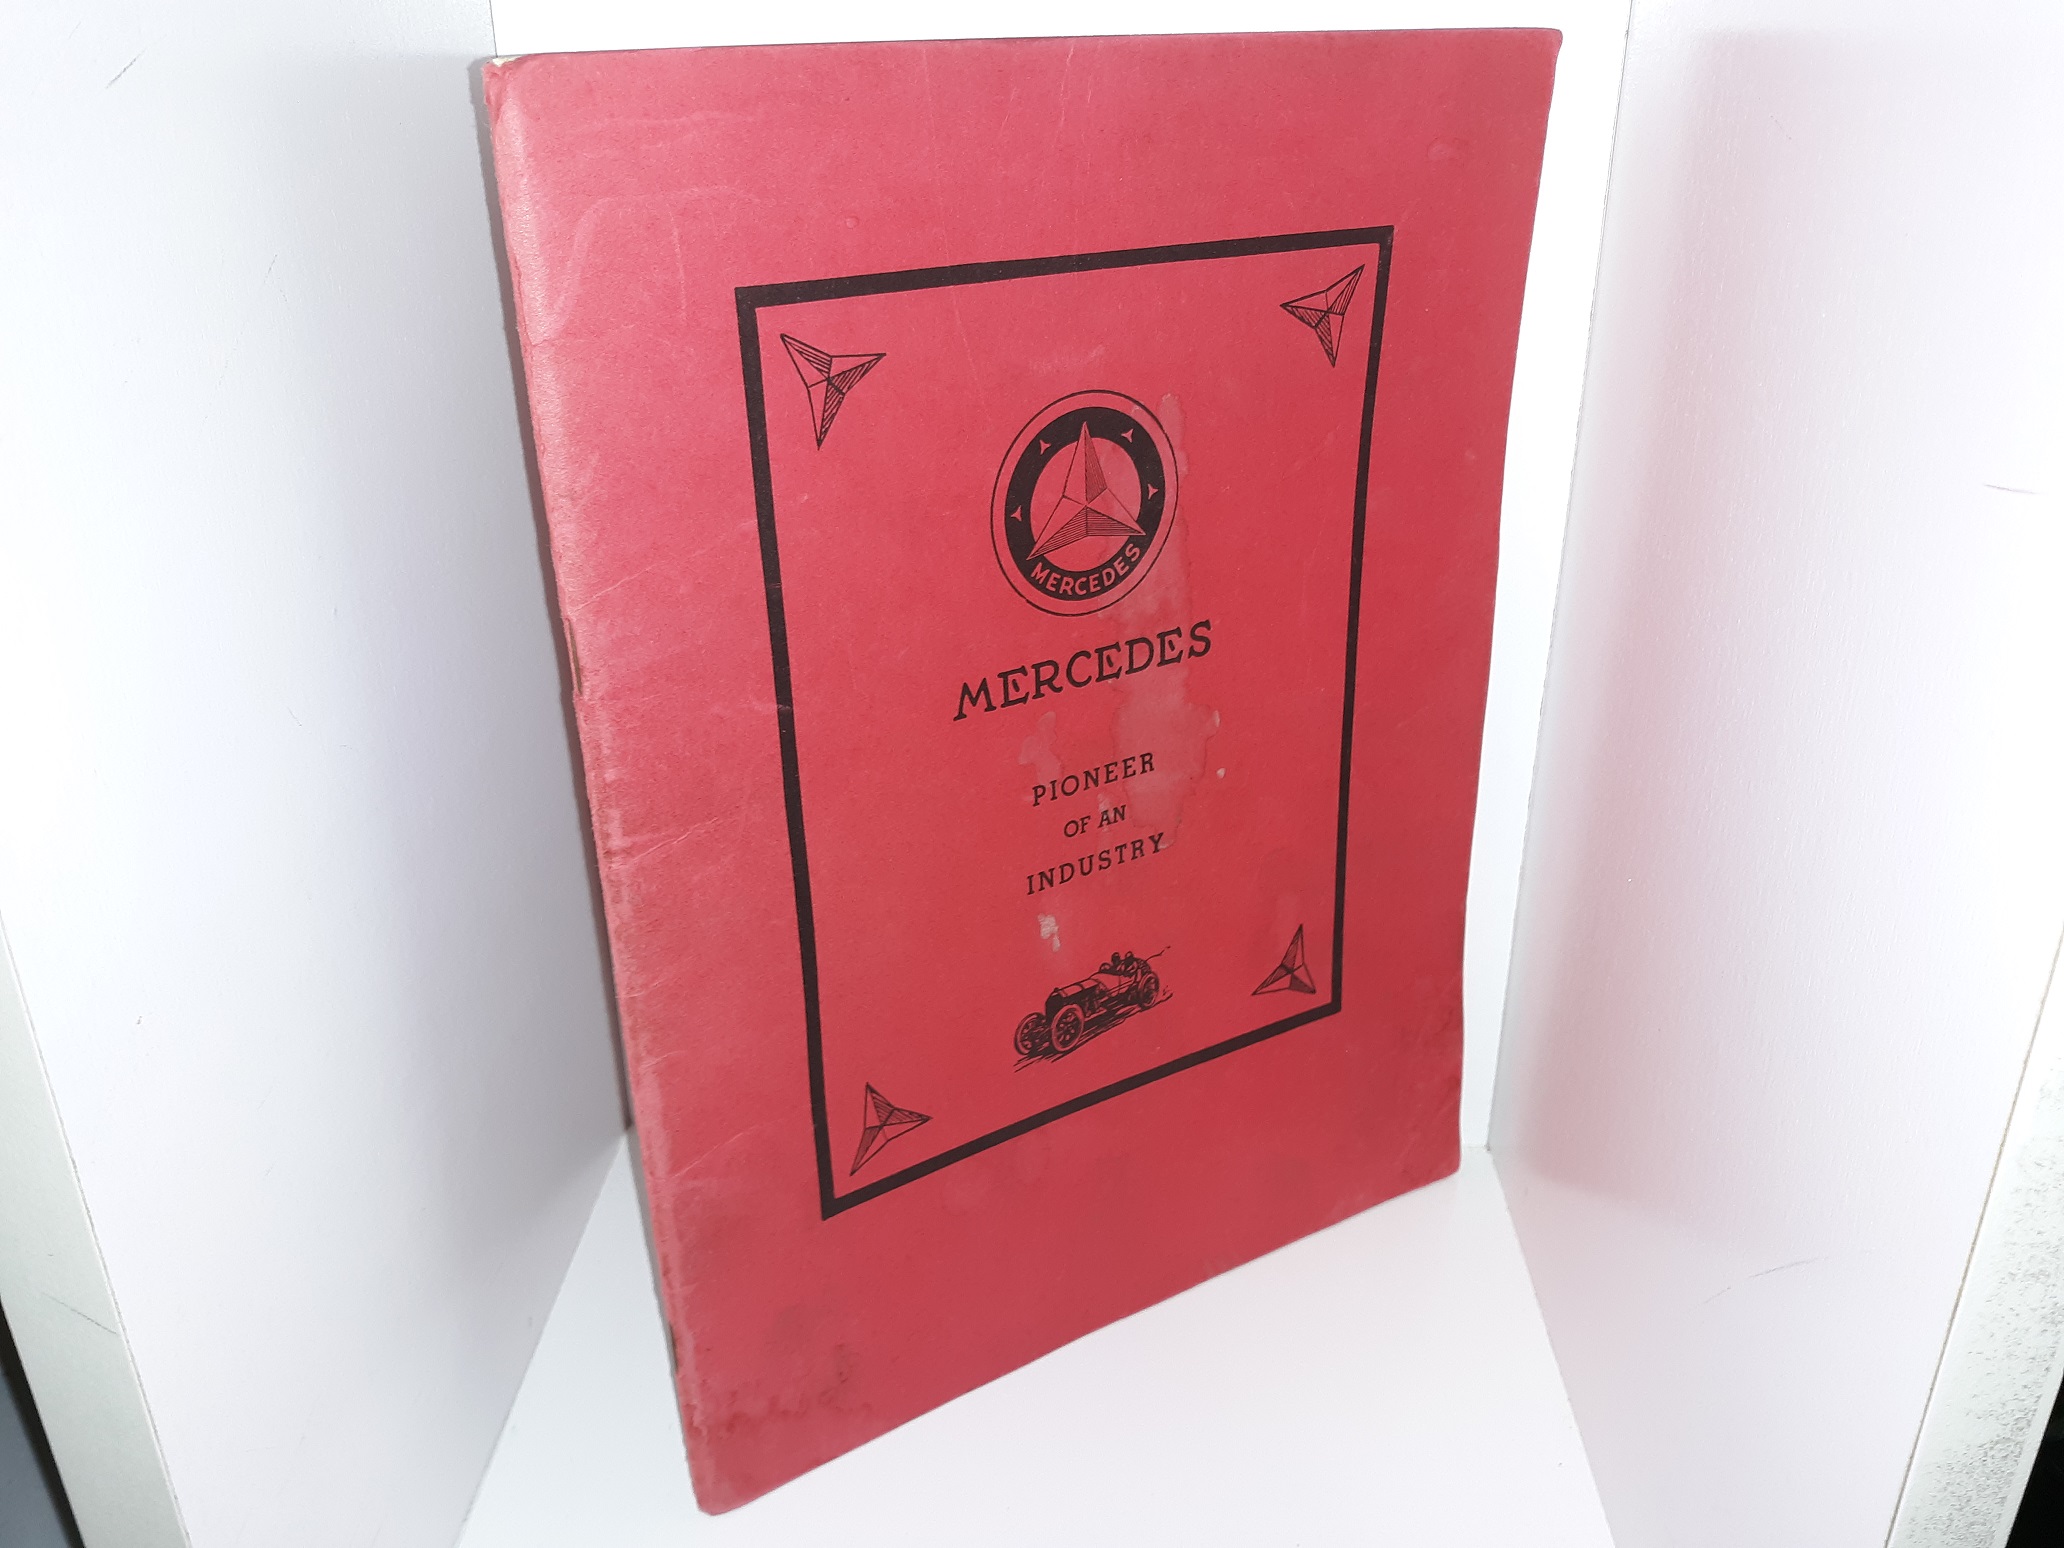 MERCEDES
MERCEDES
PIONEER
OF AN
INDUSTRY